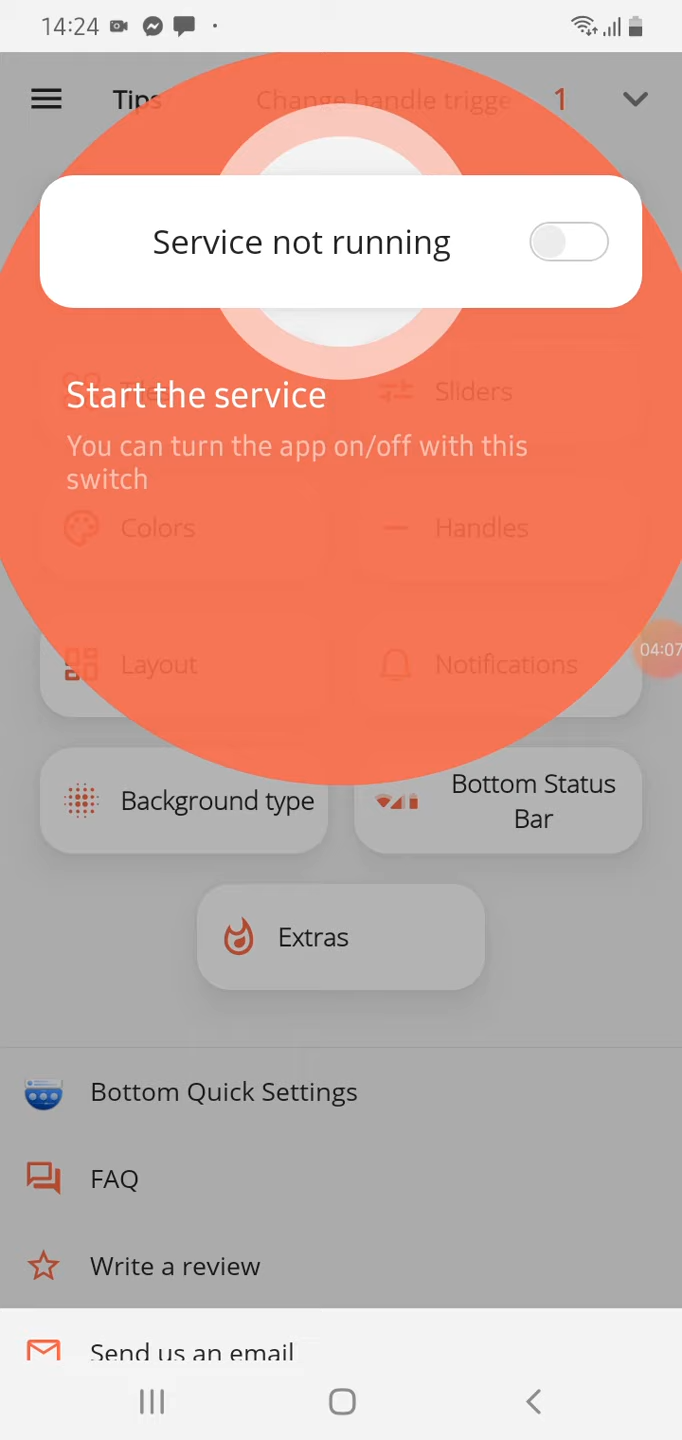 14:24
Tips Change handle trigge 1
Service not running
Start the service
Tiles
Sliders
You can turn the app on/off with this
switch
Colors
Handles
Layout
Notifications
04:07
Background type
Bottom Status
Bar
Extras
Bottom Quick Settings
FAQ
Write a review
Send us an email